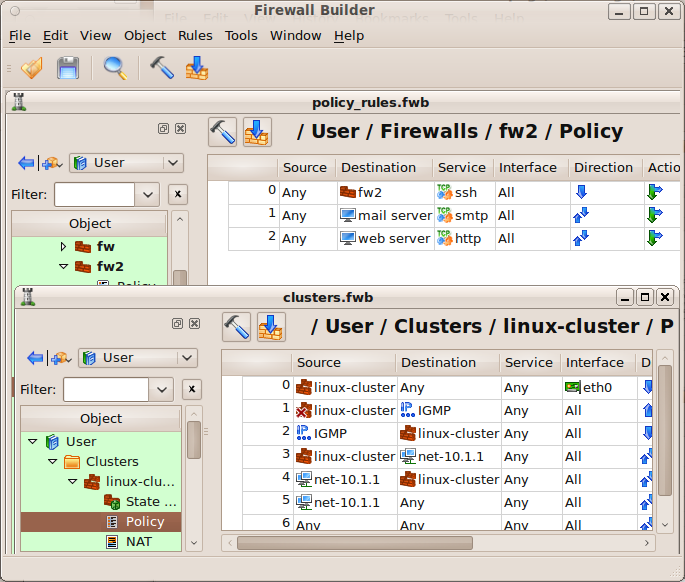 Firewall Builder
File Edit View Object Rules Tools Window Help
policy_rules.fwb
/ User / Firewalls / fw2 / Policy
User
Filter:
x
Object
fw
fw2
Source Destination Service Interface Direction Actio
0 Any fw2 TCP ssh All
1 Any mail server TCP smtp All
2 Any web server TCP http All
clusters.fwb
/ User / Clusters / linux-cluster / P
User
Filter:
x
Object
User
Clusters
linux-clu...
State ...
Policy
NAT
Source Destination Service Interface D
0 linux-cluster Any Any eth0
1 linux-cluster IP IGMP Any All
2 IP IGMP linux-cluster Any All
3 linux-cluster net-10.1.1 Any All
4 net-10.1.1 linux-cluster Any All
5 net-10.1.1 Any Any All
6 Any Any Any All